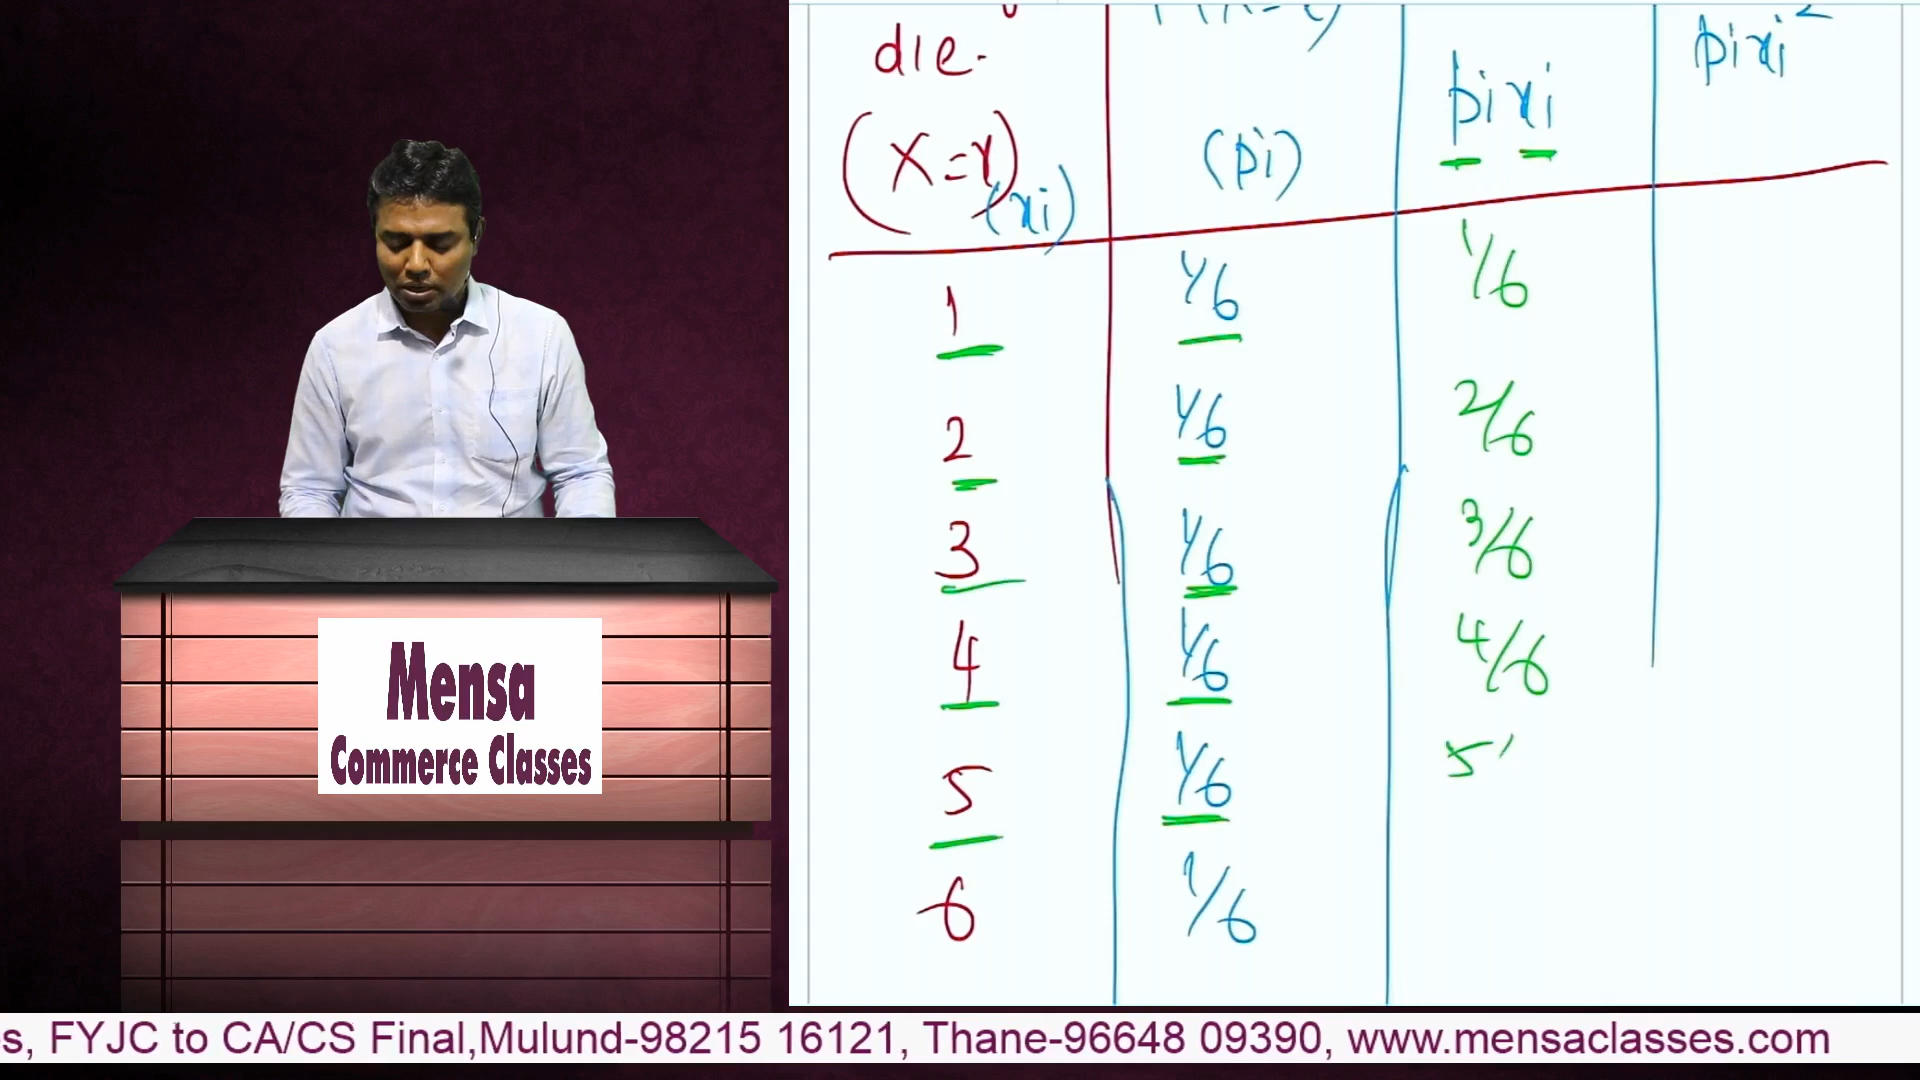 Mensa
Commerce Classes
die.
(X=x) (xi)
(pi)
pixi
pixi²
1 1/6 1/6
2 1/6 2/6
3 1/6 3/6
4 1/6 4/6
5 1/6 5
6 1/6
s, FYJC to CA/CS Final,Mulund-98215 16121, Thane-96648 09390, www.mensaclasses.com